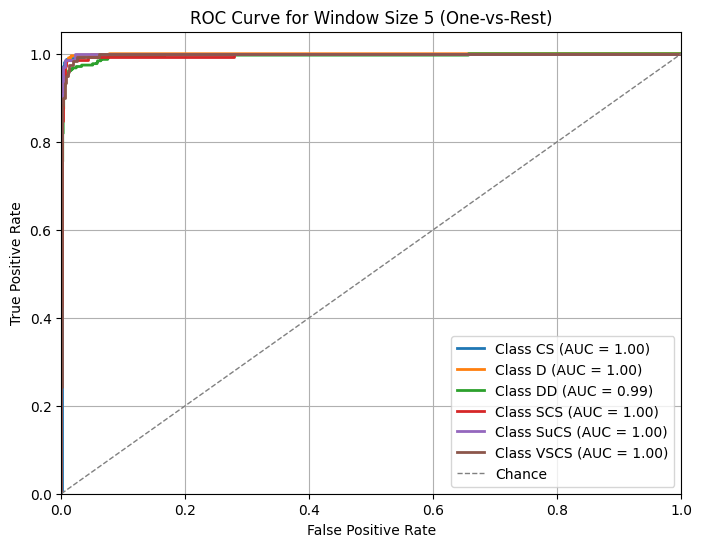 ROC Curve for Window Size 5 (One-vs-Rest)
True Positive Rate
1.0
0.8
0.6
0.4
0.2
0.0
Class CS (AUC = 1.00)
Class D (AUC = 1.00)
Class DD (AUC = 0.99)
Class SCS (AUC = 1.00)
Class SuCS (AUC = 1.00)
Class VSCS (AUC = 1.00)
Chance
0.0 0.2 0.4 0.6 0.8 1.0
False Positive Rate